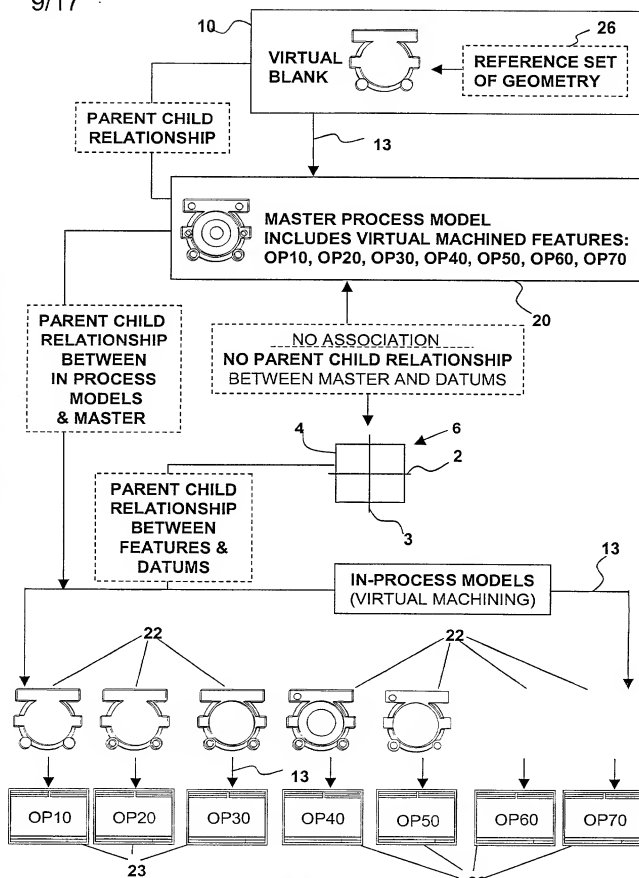 9/17
10
VIRTUAL
BLANK
26
REFERENCE SET
OF GEOMETRY
PARENT CHILD
RELATIONSHIP
13
MASTER PROCESS MODEL
INCLUDES VIRTUAL MACHINED FEATURES:
OP10, OP20, OP30, OP40, OP50, OP60, OP70
20
PARENT CHILD
RELATIONSHIP
BETWEEN
IN PROCESS
MODELS
& MASTER
NO ASSOCIATION
NO PARENT CHILD RELATIONSHIP
BETWEEN MASTER AND DATUMS
4
6
2
3
PARENT CHILD
RELATIONSHIP
BETWEEN
FEATURES &
DATUMS
IN-PROCESS MODELS
(VIRTUAL MACHINING)
13
22
22
13
OP10
OP20
OP30
OP40
OP50
OP60
OP70
23